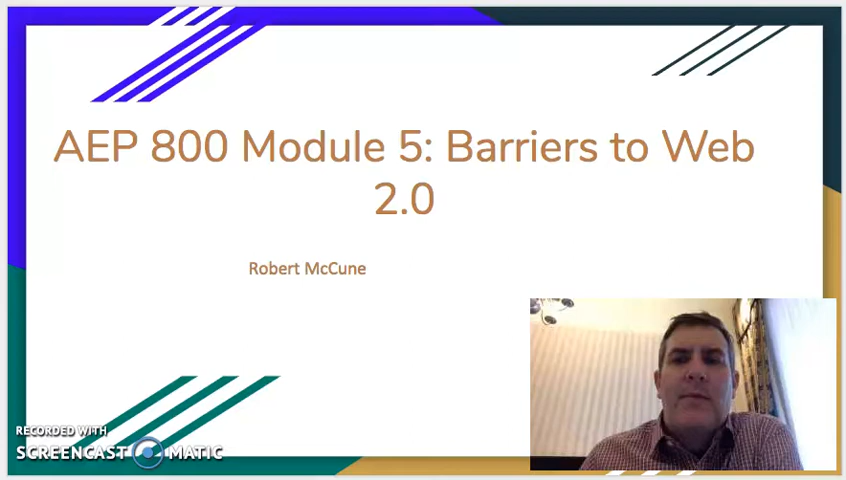 AEP 800 Module 5: Barriers to Web
2.0
Robert McCune
RECORDED WITH
SCREENCAST MATIC